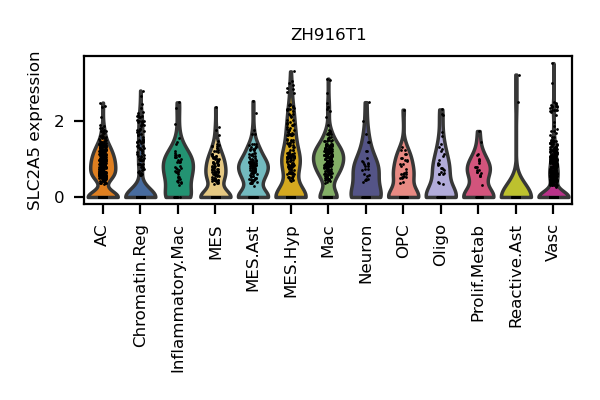 ZH916T1
SLC2A5 expression
2
0
AC
Chromatin.Reg
Inflammatory.Mac
MES
MES.Ast
MES.Hyp
Mac
Neuron
OPC
Oligo
Prolif.Metab
Reactive.Ast
Vasc